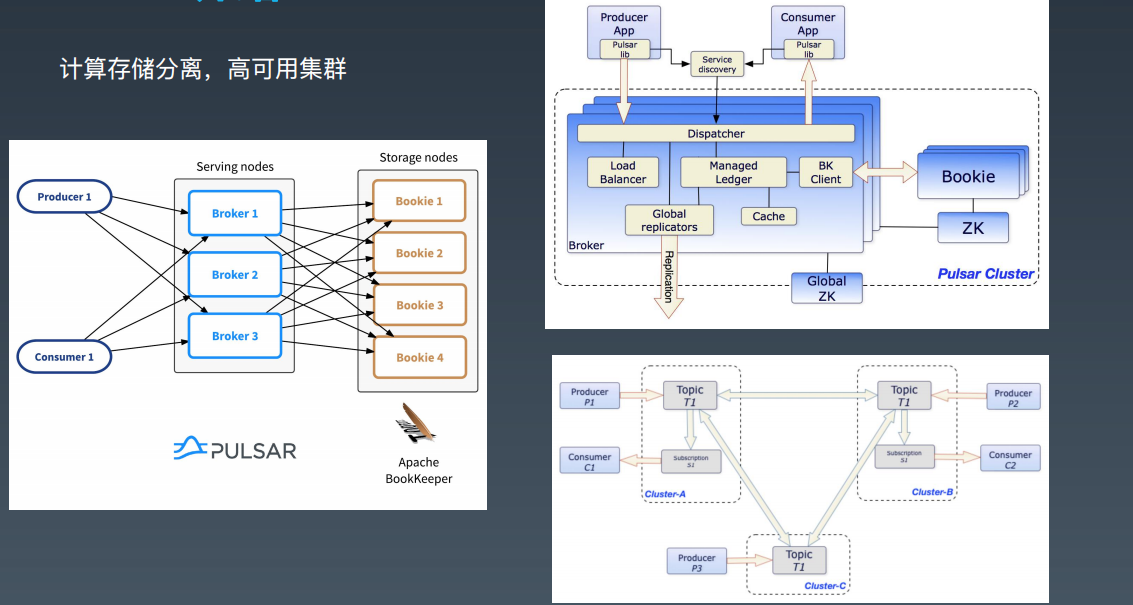 计算存储分离，高可用集群
Serving nodes
Storage nodes
Producer 1
Consumer 1
Broker 1
Broker 2
Broker 3
Bookie 1
Bookie 2
Bookie 3
Bookie 4
PULSAR
Apache
BookKeeper
Producer
App
Pulsar
lib
Consumer
App
Pulsar
lib
Service
discovery
Dispatcher
Load
Balancer
Managed
Ledger
BK
Client
Global
replicators
Cache
Broker
Replication
Bookie
ZK
Global
ZK
Pulsar Cluster
Producer
P1
Topic
T1
Topic
T1
Producer
P2
Consumer
C1
Subscription
S1
Subscription
S1
Consumer
C2
Cluster-A
Cluster-B
Producer
P3
Topic
T1
Cluster-C